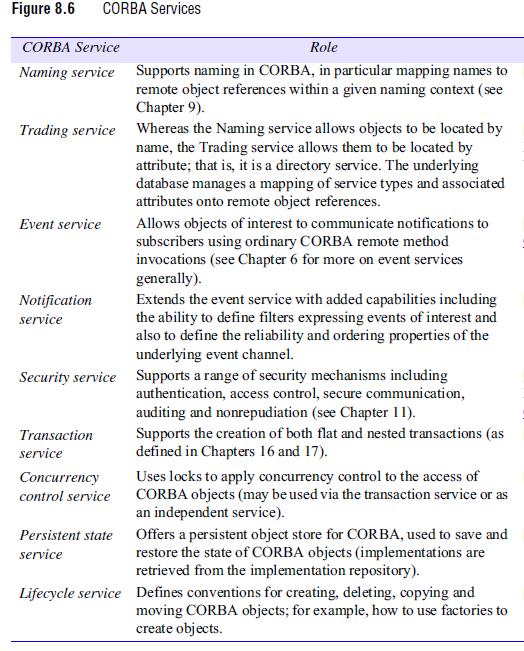 Figure 8.6 CORBA Services
CORBA Service Role
Naming service Supports naming in CORBA, in particular mapping names to
remote object references within a given naming context (see
Chapter 9).
Trading service Whereas the Naming service allows objects to be located by
name, the Trading service allows them to be located by
attribute; that is, it is a directory service. The underlying
database manages a mapping of service types and associated
attributes onto remote object references.
Event service Allows objects of interest to communicate notifications to
subscribers using ordinary CORBA remote method
invocations (see Chapter 6 for more on event services
generally).
Notification Extends the event service with added capabilities including
service the ability to define filters expressing events of interest and
also to define the reliability and ordering properties of the
underlying event channel.
Security service Supports a range of security mechanisms including
authentication, access control, secure communication,
auditing and nonrepudiation (see Chapter 11).
Transaction Supports the creation of both flat and nested transactions (as
service defined in Chapters 16 and 17).
Concurrency Uses locks to apply concurrency control to the access of
control service CORBA objects (may be used via the transaction service or as
an independent service).
Persistent state Offers a persistent object store for CORBA, used to save and
service restore the state of CORBA objects (implementations are
retrieved from the implementation repository).
Lifecycle service Defines conventions for creating, deleting, copying and
moving CORBA objects; for example, how to use factories to
create objects.